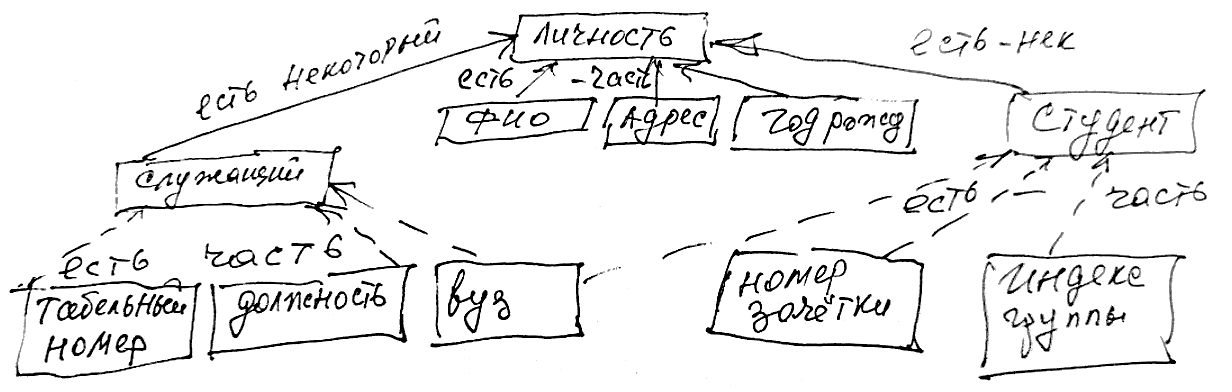 личность
есть некоторый
есть - част
есть - нек
ФИО
Адрес
год рожд
студент
служащий
есть часть
есть
часть
табельный
номер
должность
вуз
номер
зачётки
индекс
группы